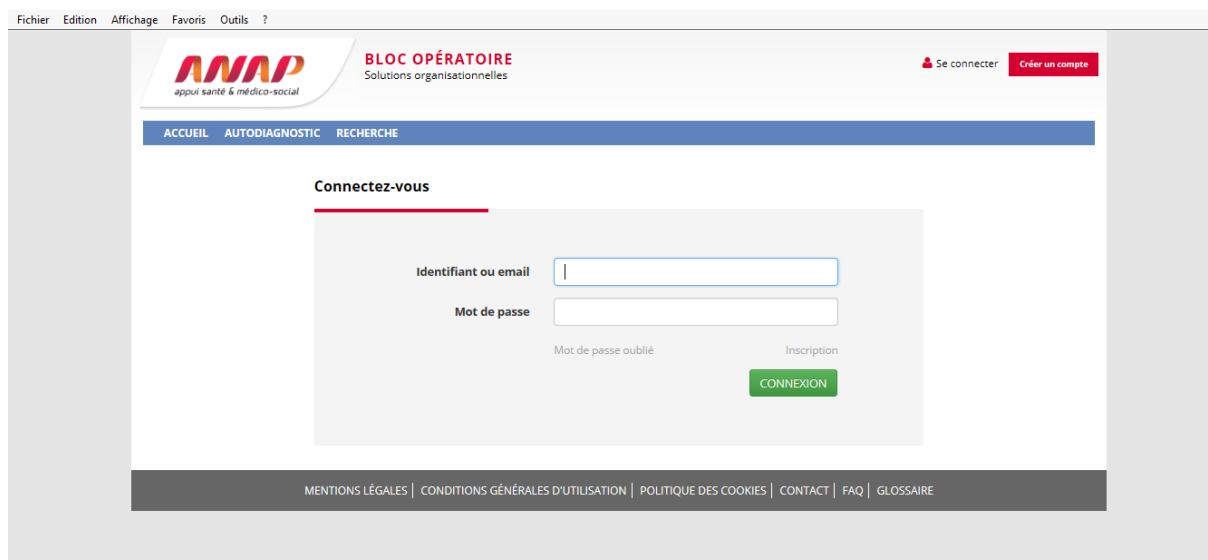 Fichier Edition Affichage Favoris Outils ?
ANAP
appui santé & médico-social
BLOC OPÉRATOIRE
Solutions organisationnelles
Se connecter
Créer un compte
ACCUEIL AUTODIAGNOSTIC RECHERCHE
Connectez-vous
Identifiant ou email
Mot de passe
Mot de passe oublié Inscription
CONNEXION
MENTIONS LÉGALES | CONDITIONS GÉNÉRALES D'UTILISATION | POLITIQUE DES COOKIES | CONTACT | FAQ | GLOSSAIRE